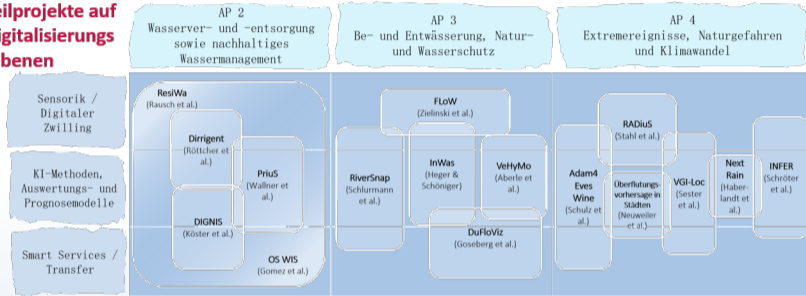 eilprojekte auf
igitalisierungs
benen
AP 2
Wasserver- und -entsorgung
sowie nachhaltiges
Wassermanagement
AP 3
Be- und Entwässerung, Natur-
und Wasserschutz
AP 4
Extremereignisse, Naturgefahren
und Klimawandel
Sensorik /
Digitaler
Zwilling
KI-Methoden,
Auswertungs- und
Prognosemodelle
Smart Services /
Transfer
ResiWa
(Rausch et al.)
Dirrigent
(Röttcher et
al.)
PriuS
(Wallner et
al.)
DIGNIS
(Köster et al.)
OS WIS
(Gomez et al.)
FLoW
(Zielinski et al.)
RiverSnap
(Schlurmann
et al.)
InWas
(Heger &
Schöniger)
VeHyMo
(Aberle et
al.)
DuFloViz
(Goseberg et al.)
RADiuS
(Stahl et al.)
Adam4
Eves
Wine
(Schulz et
al.)
Überflutungs-
vorhersage in
Städten
(Neuweiler
et al.)
VGI-Loc
(Sester
et al.)
Next
Rain
(Haber-
landt et
al.)
INFER
(Schröter
et al.)